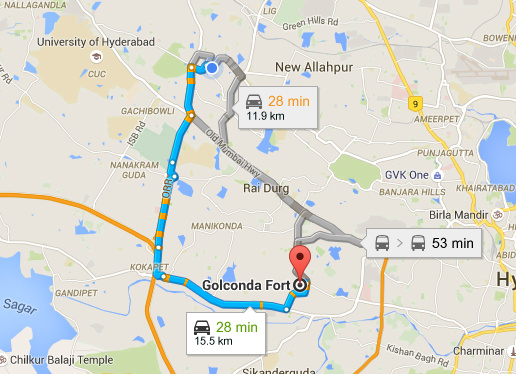 NALLAGANDLA
Green Hills Rd
BOWEN
University of Hyderabad
CUC
LIG
New Allahpur
28 min
11.9 km
9
AMEERPET
GACHIBOWLI
ISB Rd
Old Mumbai Hwy
PUNJAGUTTA
NANAKRAM
GUDA
ORR
GVK One
Rai Durg
BANJARA HILLS
KHAIRATABAD
Birla Mandir
MANIKONDA
> 53 min
KOKAPET
Golconda Fort
Hy
GANDIPET
Sagar
28 min
15.5 km
Kishan Bagh Rd
Charminar
Chilkur Balaji Temple
Sikanderguda